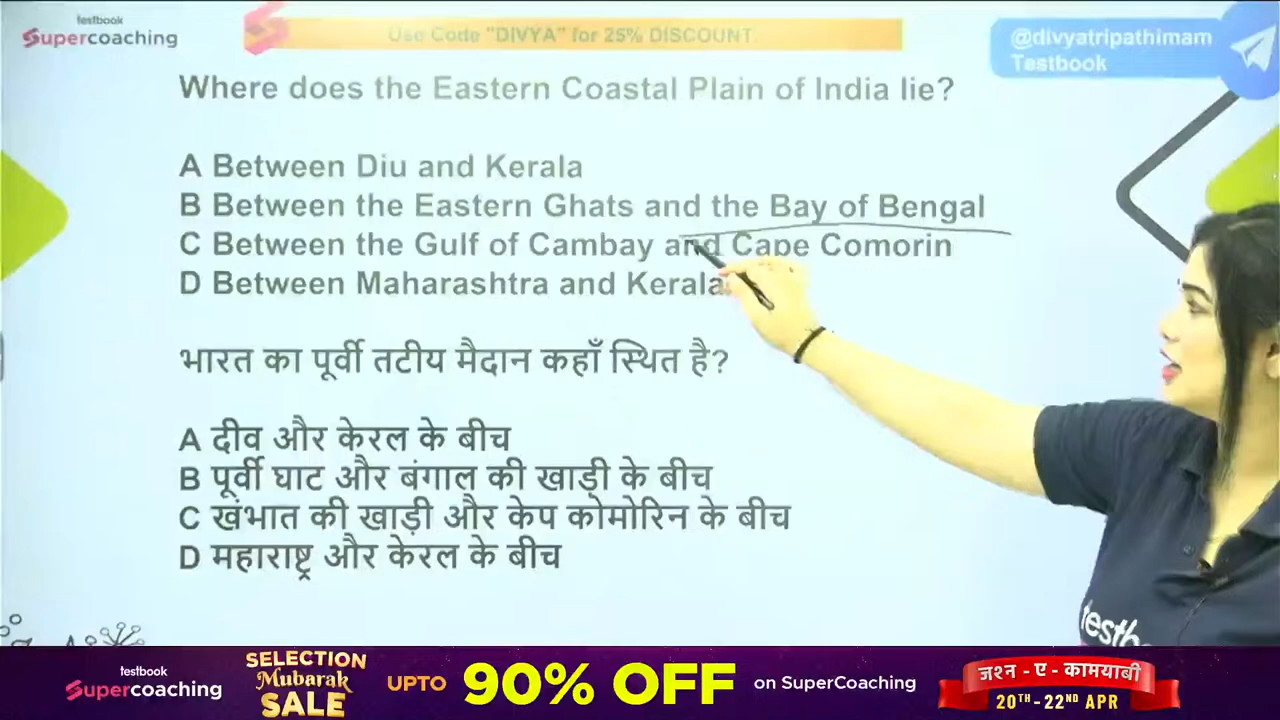 testbook
Supercoaching
Use Code "DIVYA" for 25% DISCOUNT.
@divyatripathimam
Testbook
Where does the Eastern Coastal Plain of India lie?
A Between Diu and Kerala
B Between the Eastern Ghats and the Bay of Bengal
C Between the Gulf of Cambay and Cape Comorin
D Between Maharashtra and Kerala
भारत का पूर्वी तटीय मैदान कहाँ स्थित है?
A दीव और केरल के बीच
B पूर्वी घाट और बंगाल की खाड़ी के बीच
C खंभात की खाड़ी और केप कोमोरिन के बीच
D महाराष्ट्र और केरल के बीच
testb
testbook
Supercoaching
SELECTION
Mubarak
SALE
UPTO 90% OFF on SuperCoaching
जश्न - ए - कामयाबी
20TH-22ND APR